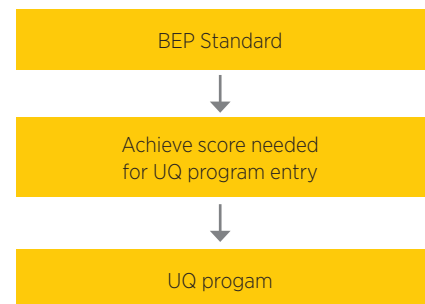 BEP Standard
Achieve score needed
for UQ program entry
UQ progam